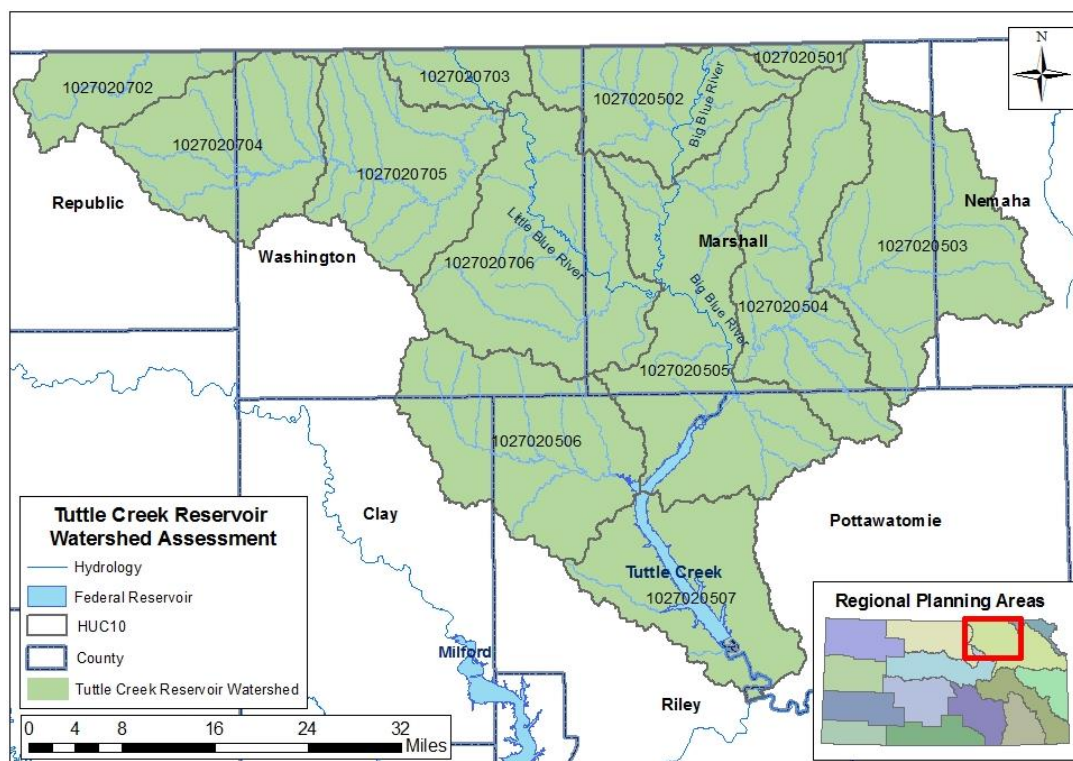 N
1027020501
1027020703
1027020702
1027020502
Big Blue River
1027020704
1027020705
Republic
Nemaha
Little Blue River
Marshall
1027020503
Washington
1027020706
Big Blue River
1027020504
1027020505
1027020506
Clay
Pottawatomie
Tuttle Creek
1027020507
Milford
Riley
Tuttle Creek Reservoir
Watershed Assessment
Hydrology
Federal Reservoir
HUC10
County
Tuttle Creek Reservoir Watershed
0 4 8 16 24 32
Miles
Regional Planning Areas